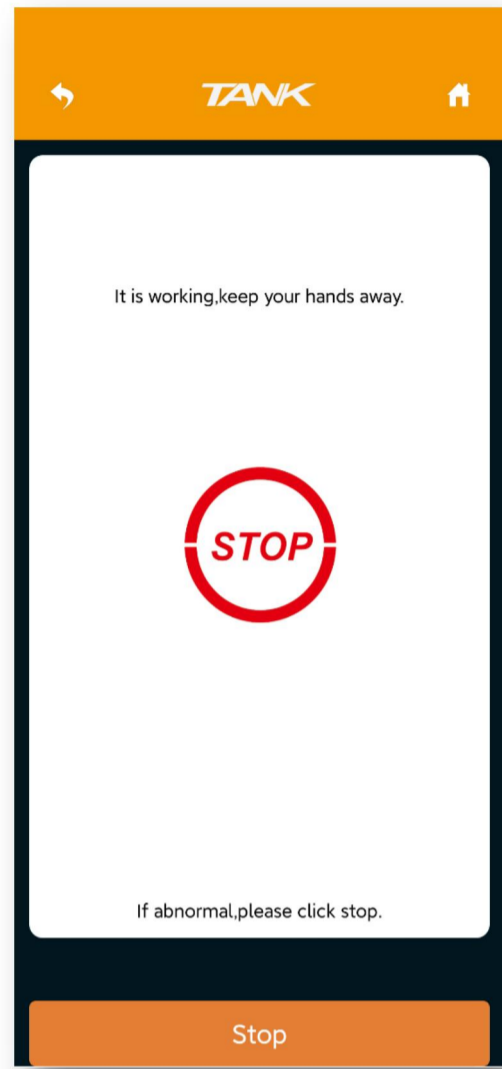 TANK
It is working,keep your hands away.
STOP
If abnormal,please click stop.
Stop